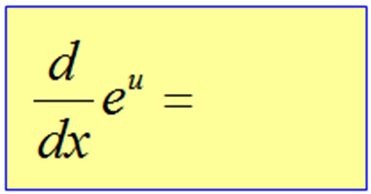 d/dx e^u =